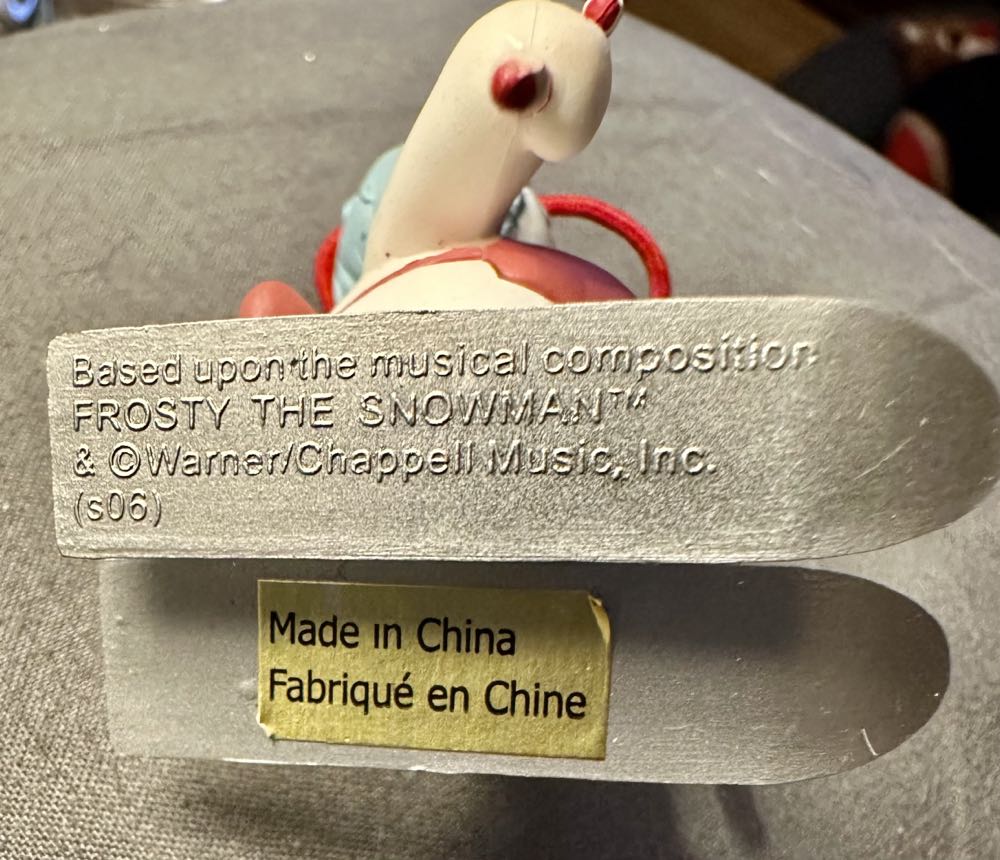 Based upon the musical composition
FROSTY THE SNOWMAN™
& ©Warner/Chappell Music, Inc.
(s06)
Made in China
Fabriqué en Chine